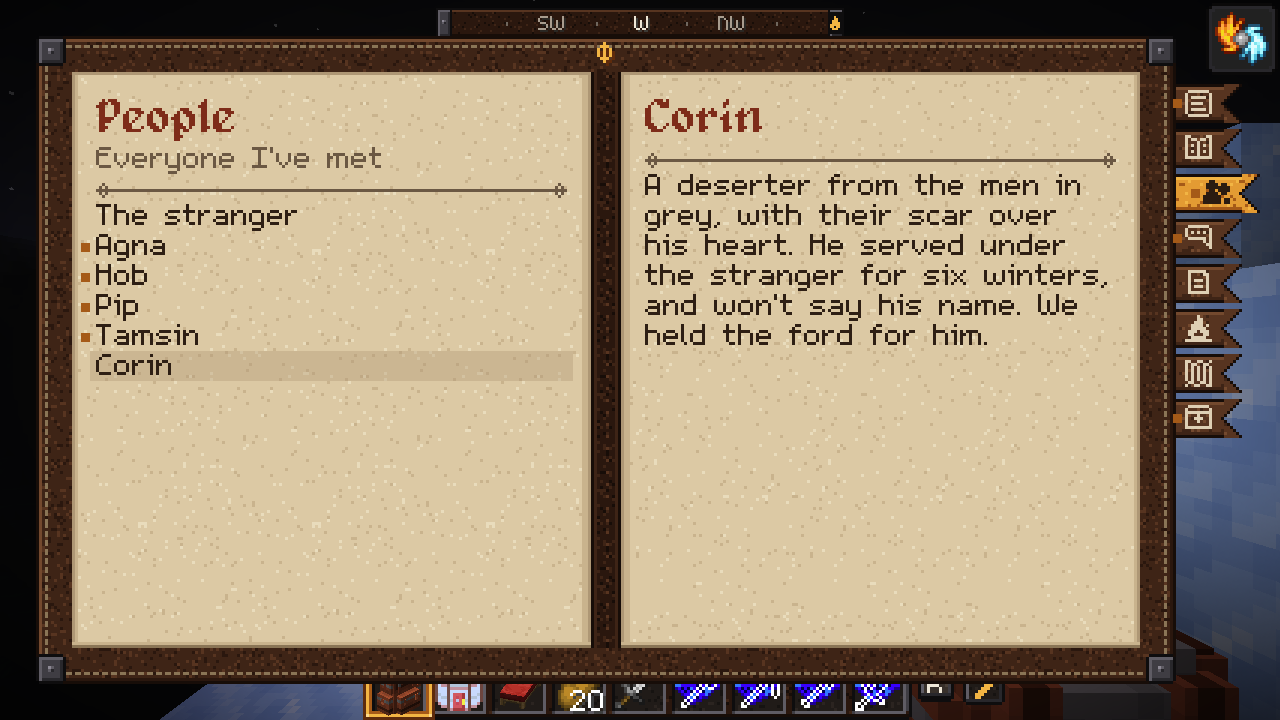 SW W NW
People
Everyone I've met
The stranger
Agna
Hob
Pip
Tamsin
Corin
Corin
A deserter from the men in
grey, with their scar over
his heart. He served under
the stranger for six winters,
and won't say his name. We
held the ford for him.
20